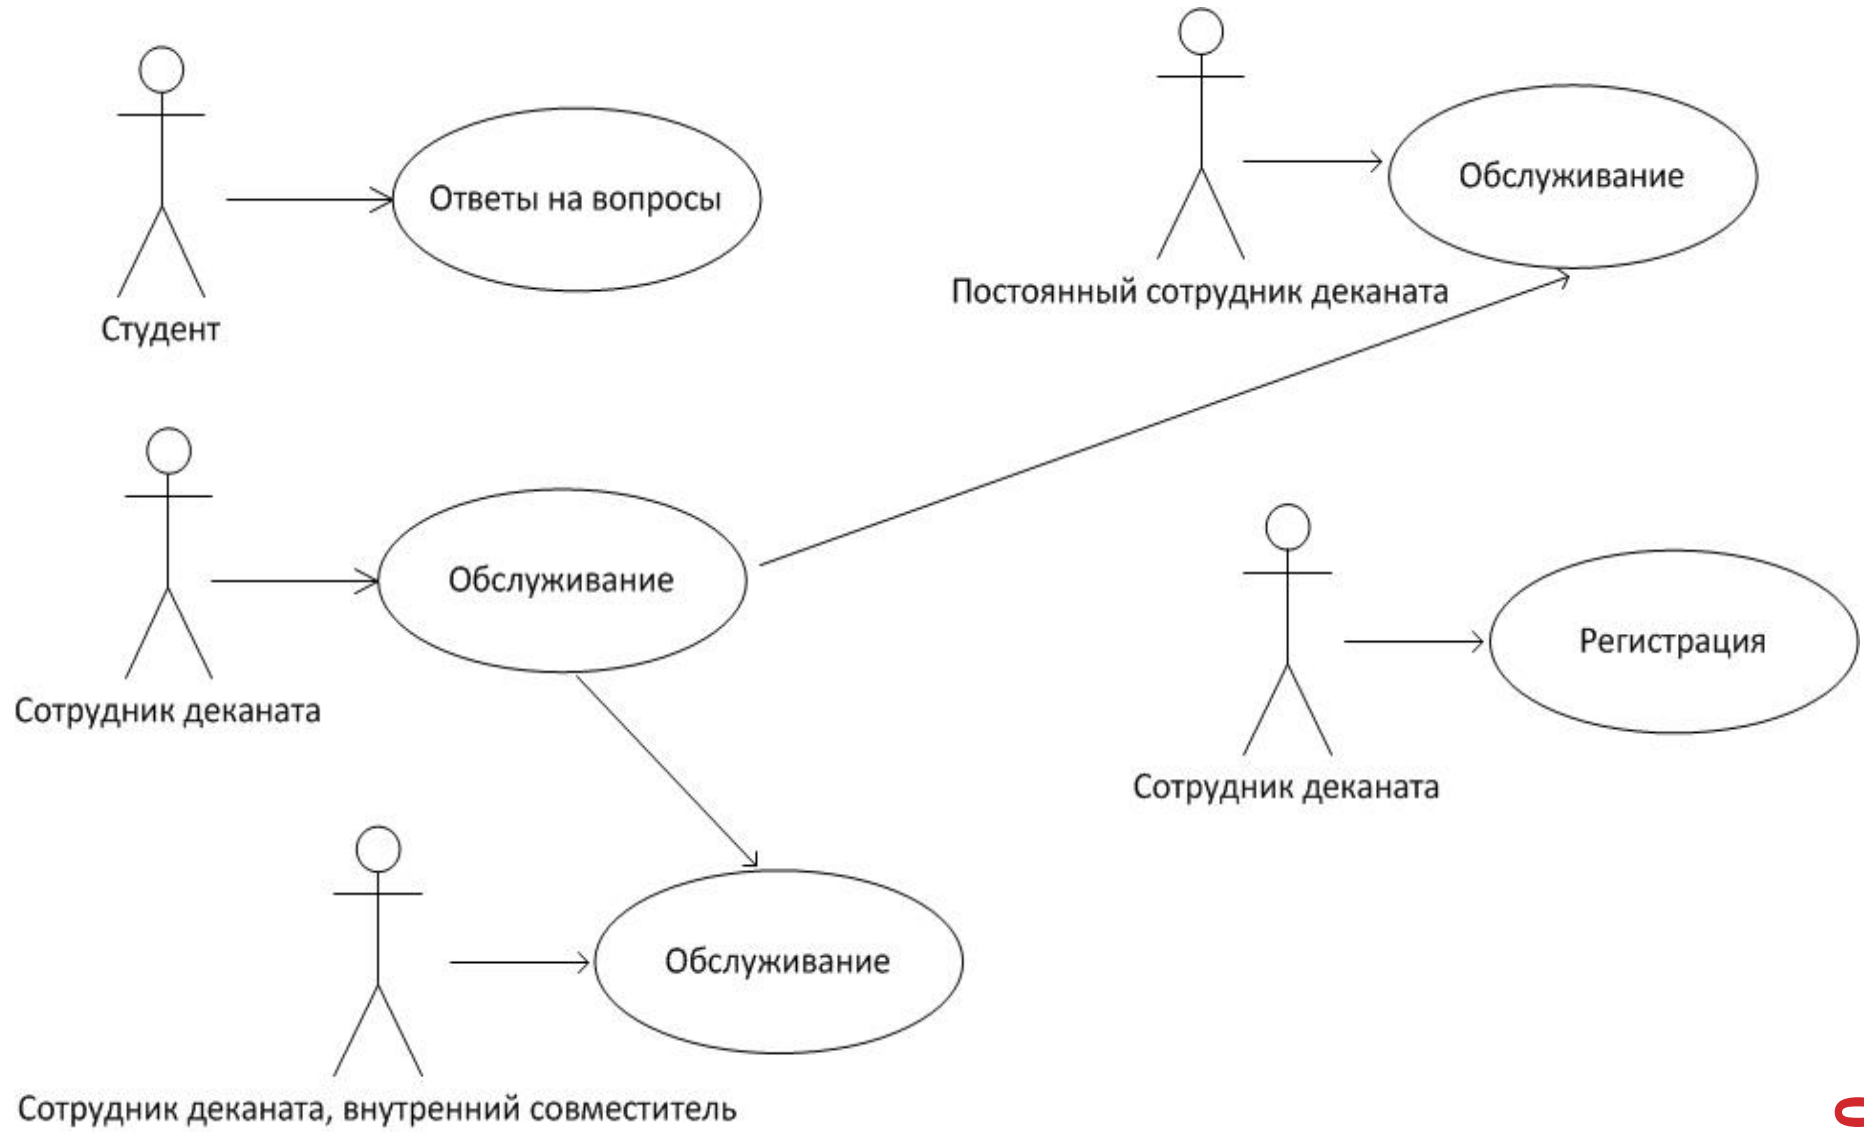 Ответы на вопросы
Студент
Обслуживание
Постоянный сотрудник деканата
Обслуживание
Сотрудник деканата
Регистрация
Сотрудник деканата
Обслуживание
Сотрудник деканата, внутренний совместитель